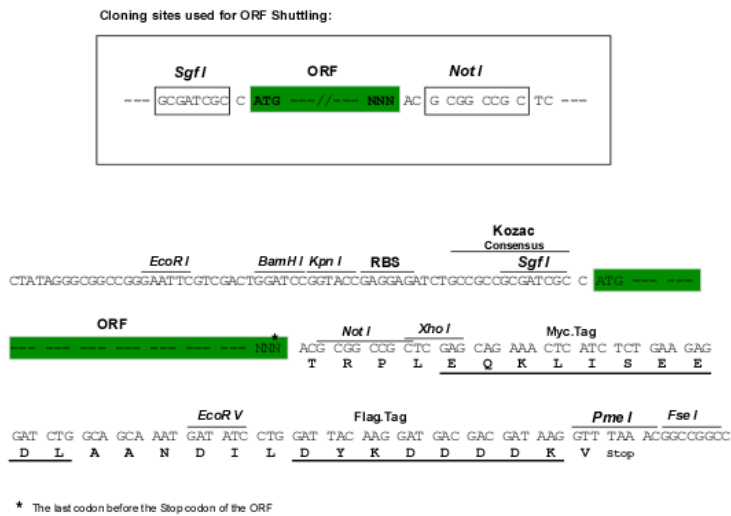 Cloning sites used for ORF Shuttling:
Sgf I ORF Not I
--- GCGATCGC C ATG ---//--- NNN AC G CGG CCG C TC ---
Kozac
Consensus
EcoR I BamH I Kpn I RBS Sgf I
CTATAGGGCGGCCGGGAATTCGTCGACTGGATCCGGTACCGAGGAGATCTGCCGCCGCGATCGC C ATG --- ---
ORF
Not I Xho I Myc.Tag
--- --- --- --- --- --- --- --- NNN* ACG CGG CCG CTC GAG CAG AAA CTC ATC TCT GAA GAG
T R P L E Q K L I S E E
EcoR V Flag.Tag Pme I Fse I
GAT CTG GCA GCA AAT GAT ATC CTG GAT TAC AAG GAT GAC GAC GAT AAG GTT TAA ACGGCCGGCC
D L A A N D I L D Y K D D D D K V Stop
* The last codon before the Stop codon of the ORF